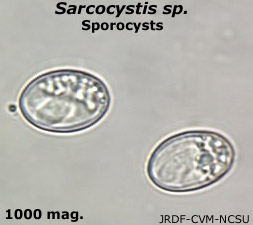 Sarcocystis sp.
Sporocysts
1000 mag.
JRDF-CVM-NCSU